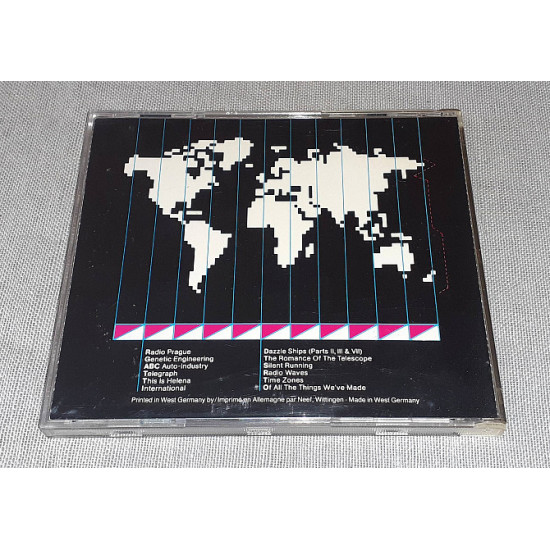 Radio Prague
Genetic Engineering
ABC Auto-industry
Telegraph
This Is Helena
International
Dazzle Ships (Parts II, III & VII)
The Romance Of The Telescope
Silent Running
Radio Waves
Time Zones
Of All The Things We've Made
Printed in West Germany by/Imprimé en Allemagne par Neef, Wittingen · Made in West Germany